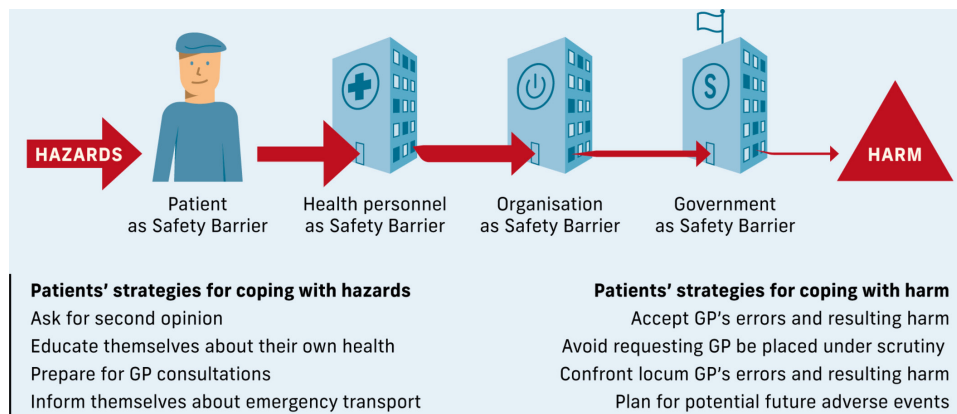 HAZARDS
HARM
S
Patient
as Safety Barrier
Health personnel
as Safety Barrier
Organisation
as Safety Barrier
Government
as Safety Barrier
Patients’ strategies for coping with hazards
Ask for second opinion
Educate themselves about their own health
Prepare for GP consultations
Inform themselves about emergency transport
Patients’ strategies for coping with harm
Accept GP’s errors and resulting harm
Avoid requesting GP be placed under scrutiny
Confront locum GP’s errors and resulting harm
Plan for potential future adverse events